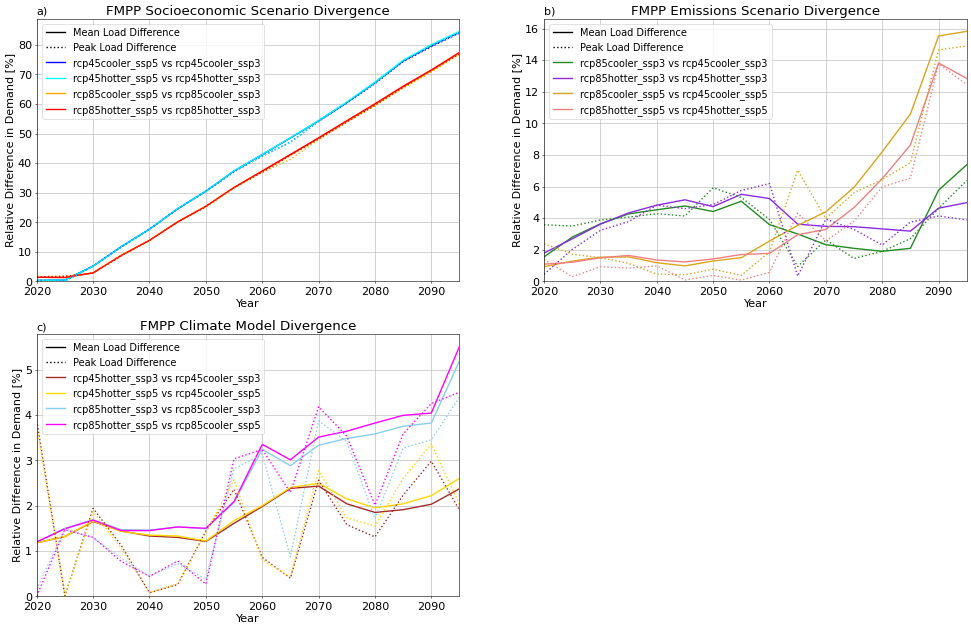 a) FMPP Socioeconomic Scenario Divergence
Mean Load Difference
Peak Load Difference
rcp45cooler_ssp5 vs rcp45cooler_ssp3
rcp45hotter_ssp5 vs rcp45hotter_ssp3
rcp85cooler_ssp5 vs rcp85cooler_ssp3
rcp85hotter_ssp5 vs rcp85hotter_ssp3
Relative Difference in Demand [%]
80
70
60
50
40
30
20
10
0
2020 2030 2040 2050 2060 2070 2080 2090
Year
b) FMPP Emissions Scenario Divergence
Mean Load Difference
Peak Load Difference
rcp85cooler_ssp3 vs rcp45cooler_ssp3
rcp85hotter_ssp3 vs rcp45hotter_ssp3
rcp85cooler_ssp5 vs rcp45cooler_ssp5
rcp85hotter_ssp5 vs rcp45hotter_ssp5
Relative Difference in Demand [%]
16
14
12
10
8
6
4
2
0
2020 2030 2040 2050 2060 2070 2080 2090
Year
c) FMPP Climate Model Divergence
Mean Load Difference
Peak Load Difference
rcp45hotter_ssp3 vs rcp45cooler_ssp3
rcp45hotter_ssp5 vs rcp45cooler_ssp5
rcp85hotter_ssp3 vs rcp85cooler_ssp3
rcp85hotter_ssp5 vs rcp85cooler_ssp5
Relative Difference in Demand [%]
5
4
3
2
1
0
2020 2030 2040 2050 2060 2070 2080 2090
Year